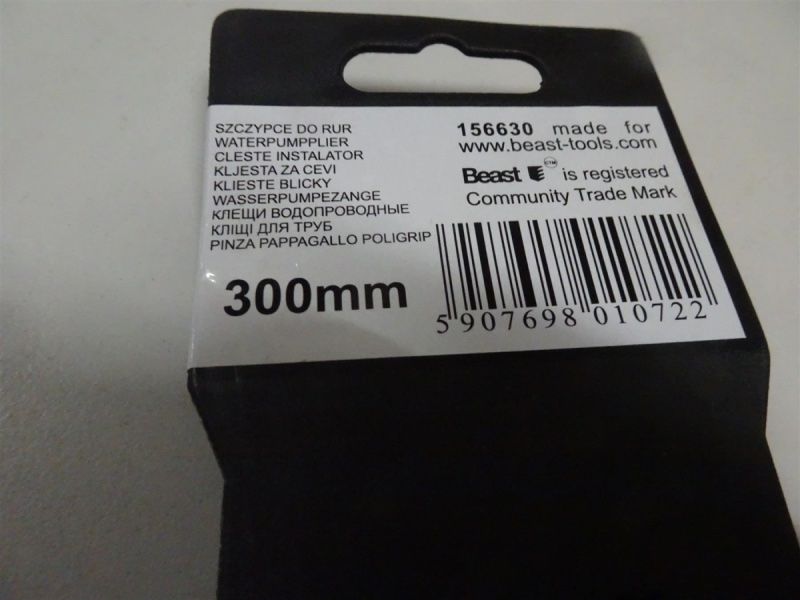 SZCZYPCE DO RUR
WATERPUMPPLIER
CLESTE INSTALATOR
KLJESTA ZA CEVI
KLIESTE BLICKY
WASSERPUMPEZANGE
КЛЕЩИ ВОДОПРОВОДНЫЕ
КЛІЩІ ДЛЯ ТРУБ
PINZA PAPPAGALLO POLIGRIP
300mm
156630 made for
www.beast-tools.com
Beast CTM is registered
Community Trade Mark
5 907698 010722